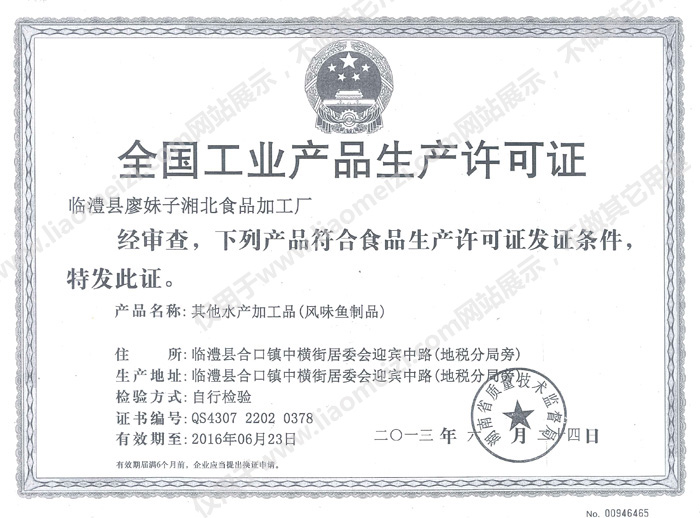 全国工业产品生产许可证
临澧县廖妹子湘北食品加工厂
经审查，下列产品符合食品生产许可证发证条件，
特发此证。
产品名称：其他水产加工品(风味鱼制品)
住 所：临澧县合口镇中横街居委会迎宾中路(地税分局旁)
生产地址：临澧县合口镇中横街居委会迎宾中路(地税分局旁)
检验方式：自行检验
证书编号：QS4307 2202 0378
有效期至：2016年06月23日
湖南省质量技术监督局
二〇一三 年 六 月 二十四日
有效期届满6个月前，企业应当提出换证申请。
No. 00946465
仅用于www.liaomeizi.com网站展示，不做其它用途